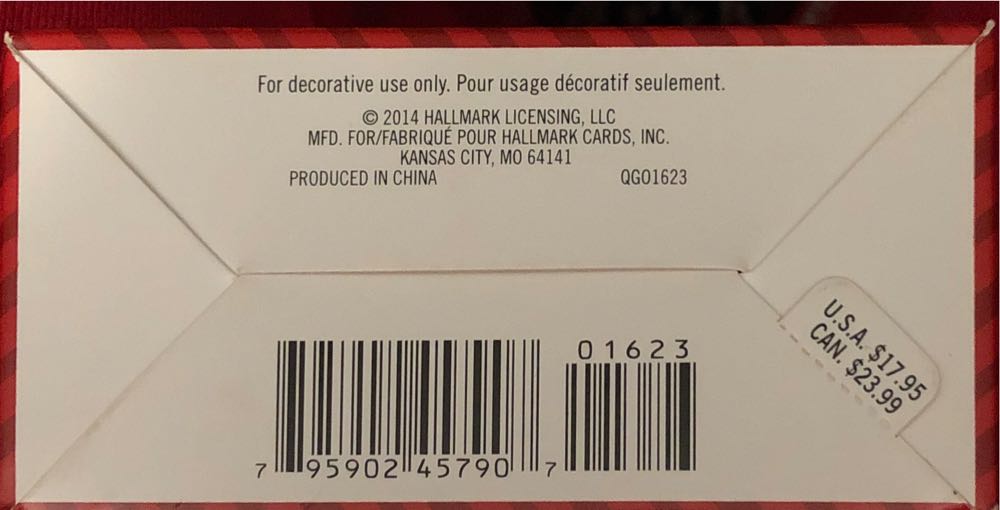 For decorative use only. Pour usage décoratif seulement.
© 2014 HALLMARK LICENSING, LLC
MFD. FOR/FABRIQUÉ POUR HALLMARK CARDS, INC.
KANSAS CITY, MO 64141
PRODUCED IN CHINA QGO1623
U.S.A. $17.95
CAN. $23.99
01623
7 95902 45790 7